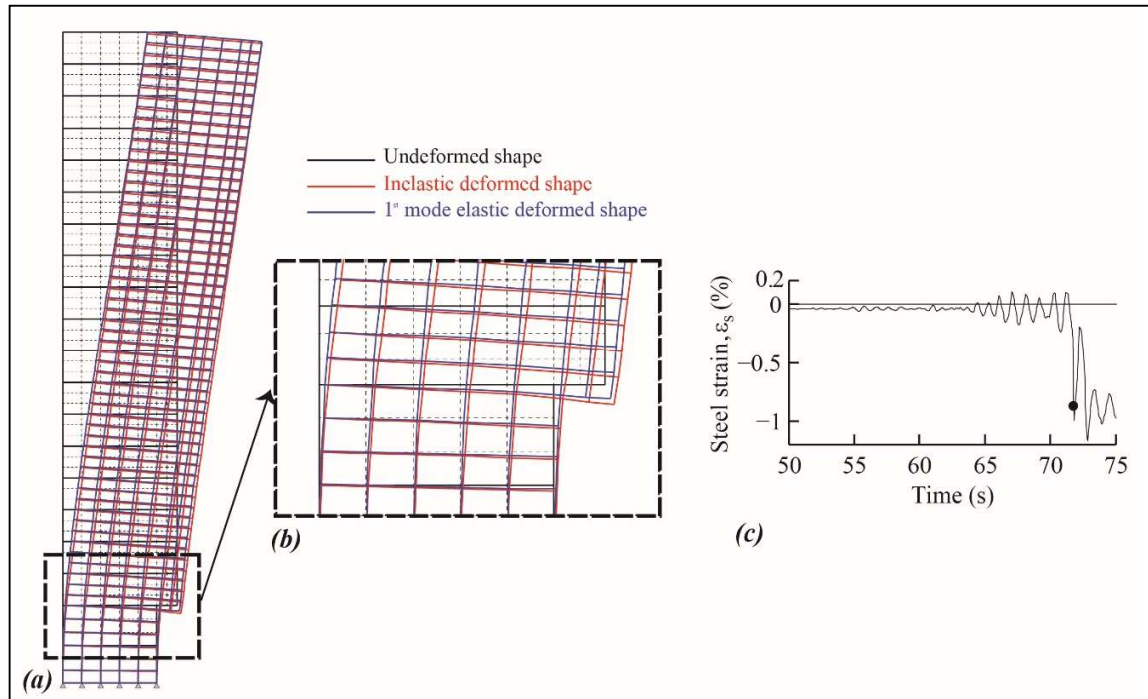 Undeformed shape
Inelastic deformed shape
1st mode elastic deformed shape
(a)
(b)
Steel strain, εs (%)
0.2
0
−0.5
−1
50 55 60 65 70 75
Time (s)
(c)